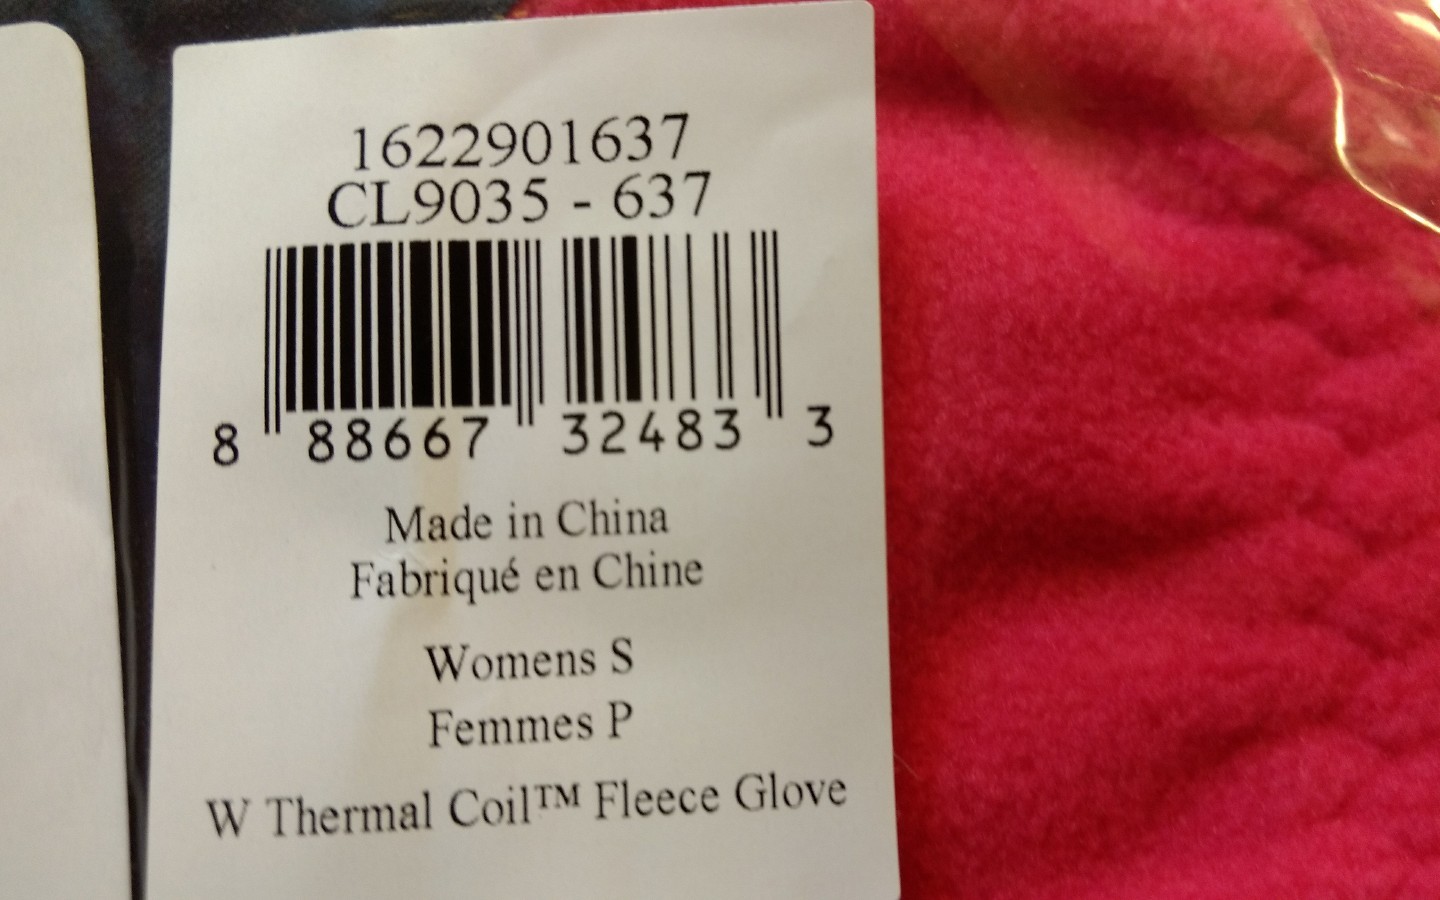 1622901637
CL9035 - 637
8 88667 32483 3
Made in China
Fabriqué en Chine
Womens S
Femmes P
W Thermal Coil™ Fleece Glove